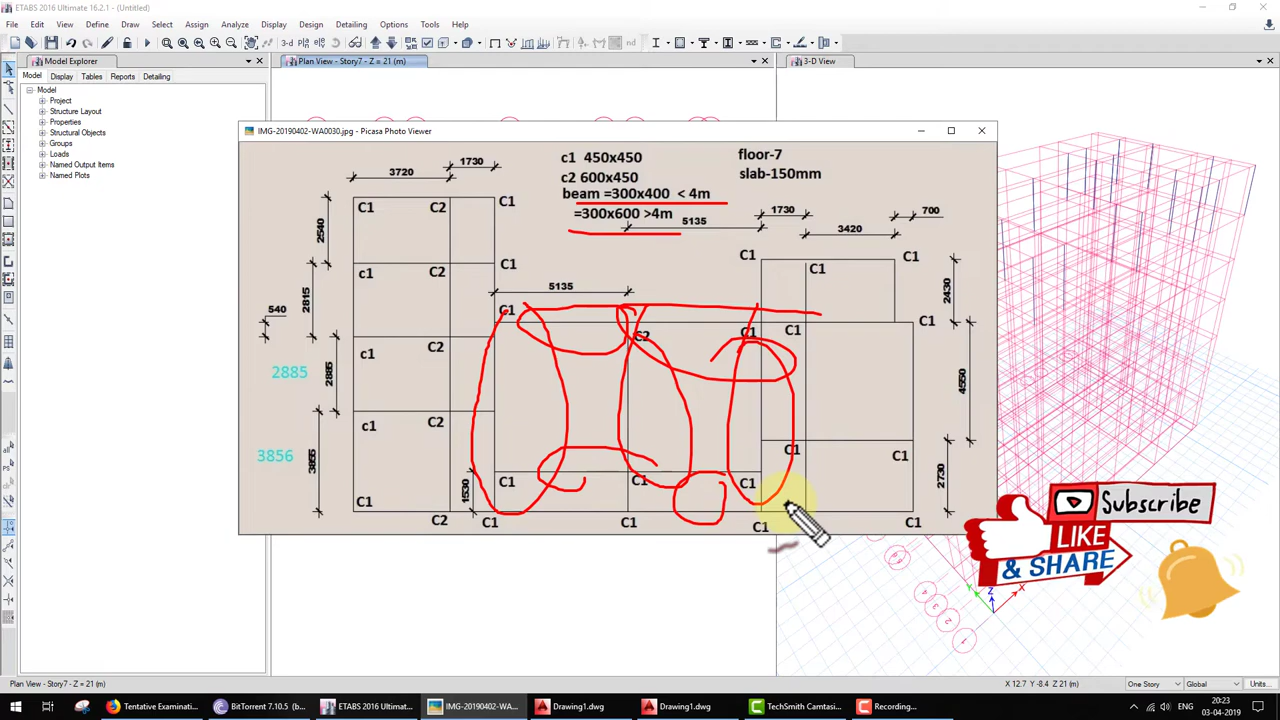 ETABS 2016 Ultimate 16.2.1 - (Untitled)
File Edit View Define Draw Select Assign Analyze Display Design Detailing Options Tools Help
3-d
nd
Model Explorer
Plan View - Story7 - Z = 21 (m)
3-D View
Model Display Tables Reports Detailing
Model
Project
Structure Layout
Properties
Structural Objects
Groups
Loads
Named Output Items
Named Plots
IMG-20190402-WA0030.jpg - Picasa Photo Viewer
c1 450x450
c2 600x450
beam =300x400 < 4m
=300x600 >4m
floor-7
slab-150mm
1730
3720
5135
1730
700
3420
C1 C2 C1
2540
C1 C1 C1
c1 C2 C1
2815
5135
2430
540
C1 C2 C1 C1 C1
c1 C2
2885
2885
4550
c1 C2
C1 C1
3856
3855
C1 C1 C1
1530
2730
C1 C2 C1 C1 C1 C1
Subscribe
LIKE
& SHARE
X
Y
Z
4
3
2
1
Plan View - Story7 - Z = 21 (m)
X 12.7 Y -8.4 Z 21 (m)
One Story
Global
Units...
Tentative Examinati...
BitTorrent 7.10.5 (b...
ETABS 2016 Ultimat...
IMG-20190402-WA...
Drawing1.dwg
Drawing1.dwg
TechSmith Camtasi...
Recording...
20:23
03-04-2019